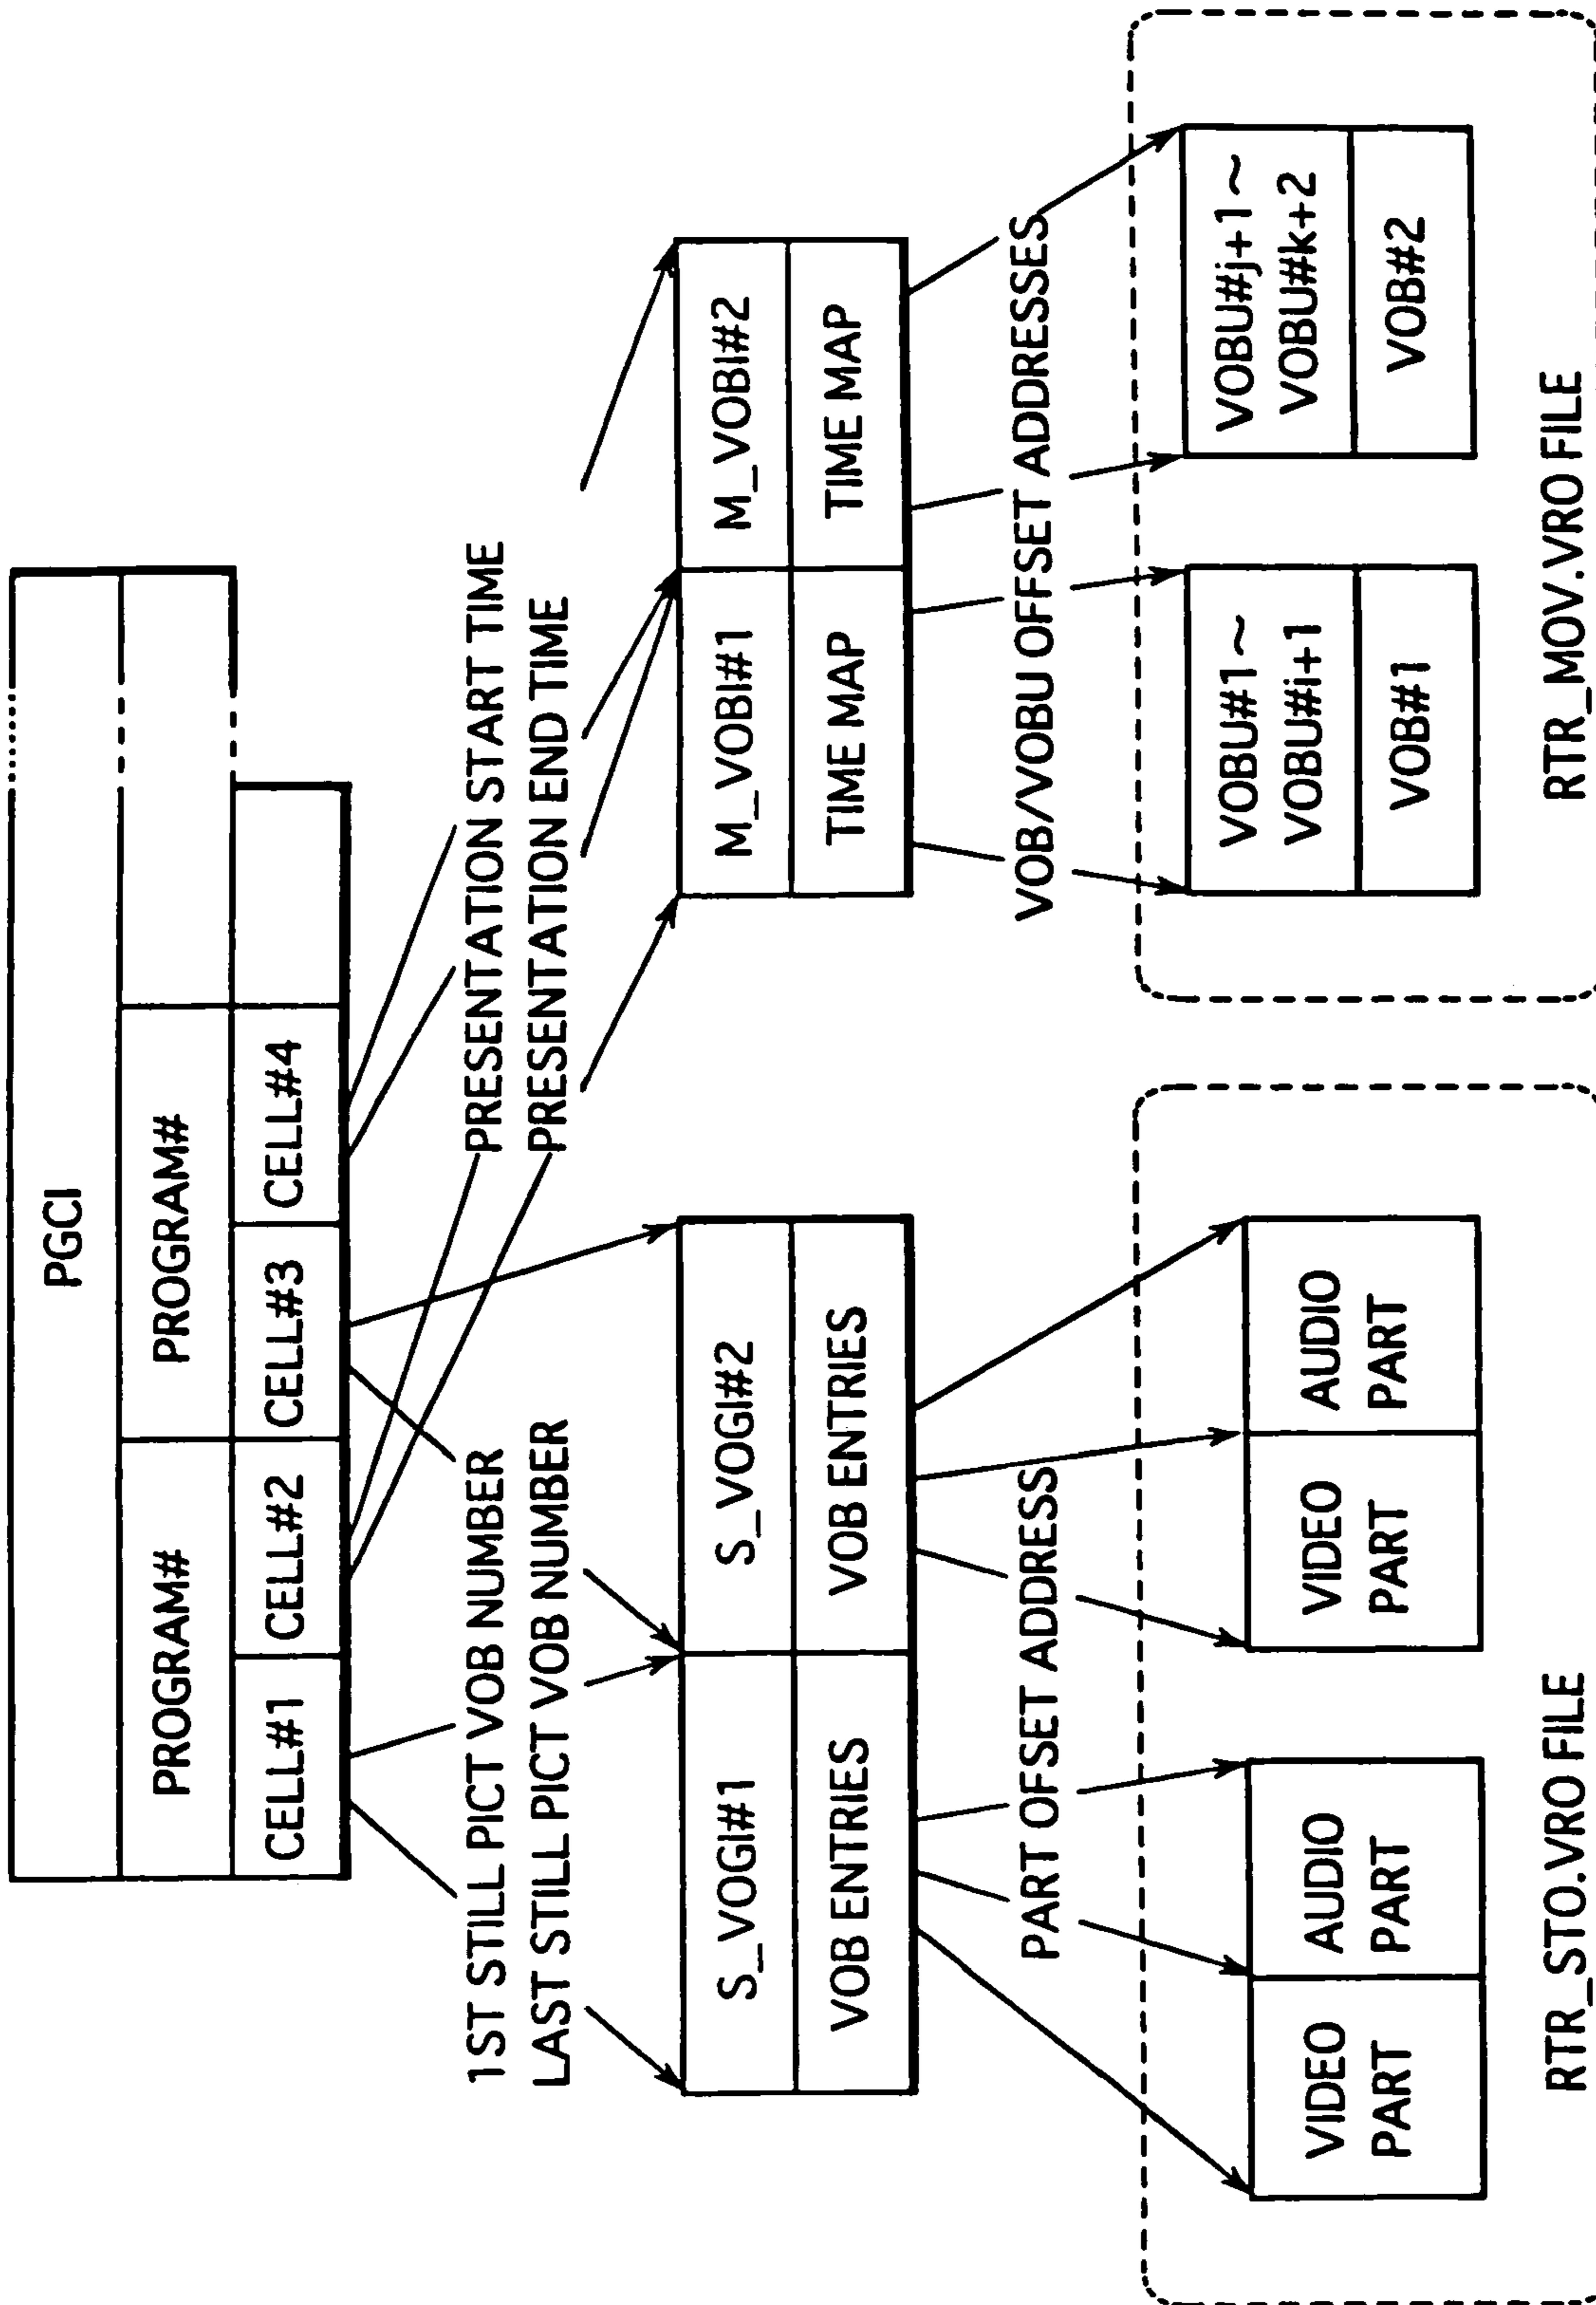 PGCI
PROGRAM#
PROGRAM#
CELL#1
CELL#2
CELL#3
CELL#4
1ST STILL PICT VOB NUMBER
LAST STILL PICT VOB NUMBER
PRESENTATION START TIME
PRESENTATION END TIME
S_VOGI#1
S_VOGI#2
VOB ENTRIES
VOB ENTRIES
M_VOBI#1
M_VOBI#2
TIME MAP
TIME MAP
PART OFFSET ADDRESS
VOB/VOBU OFFSET ADDRESSES
VIDEO
PART
AUDIO
PART
VIDEO
PART
AUDIO
PART
VOBU#1~
VOBU#i+1
VOB#1
VOBU#j+1~
VOBU#k+2
VOB#2
RTR_STO.VRO FILE
RTR_MOV.VRO FILE